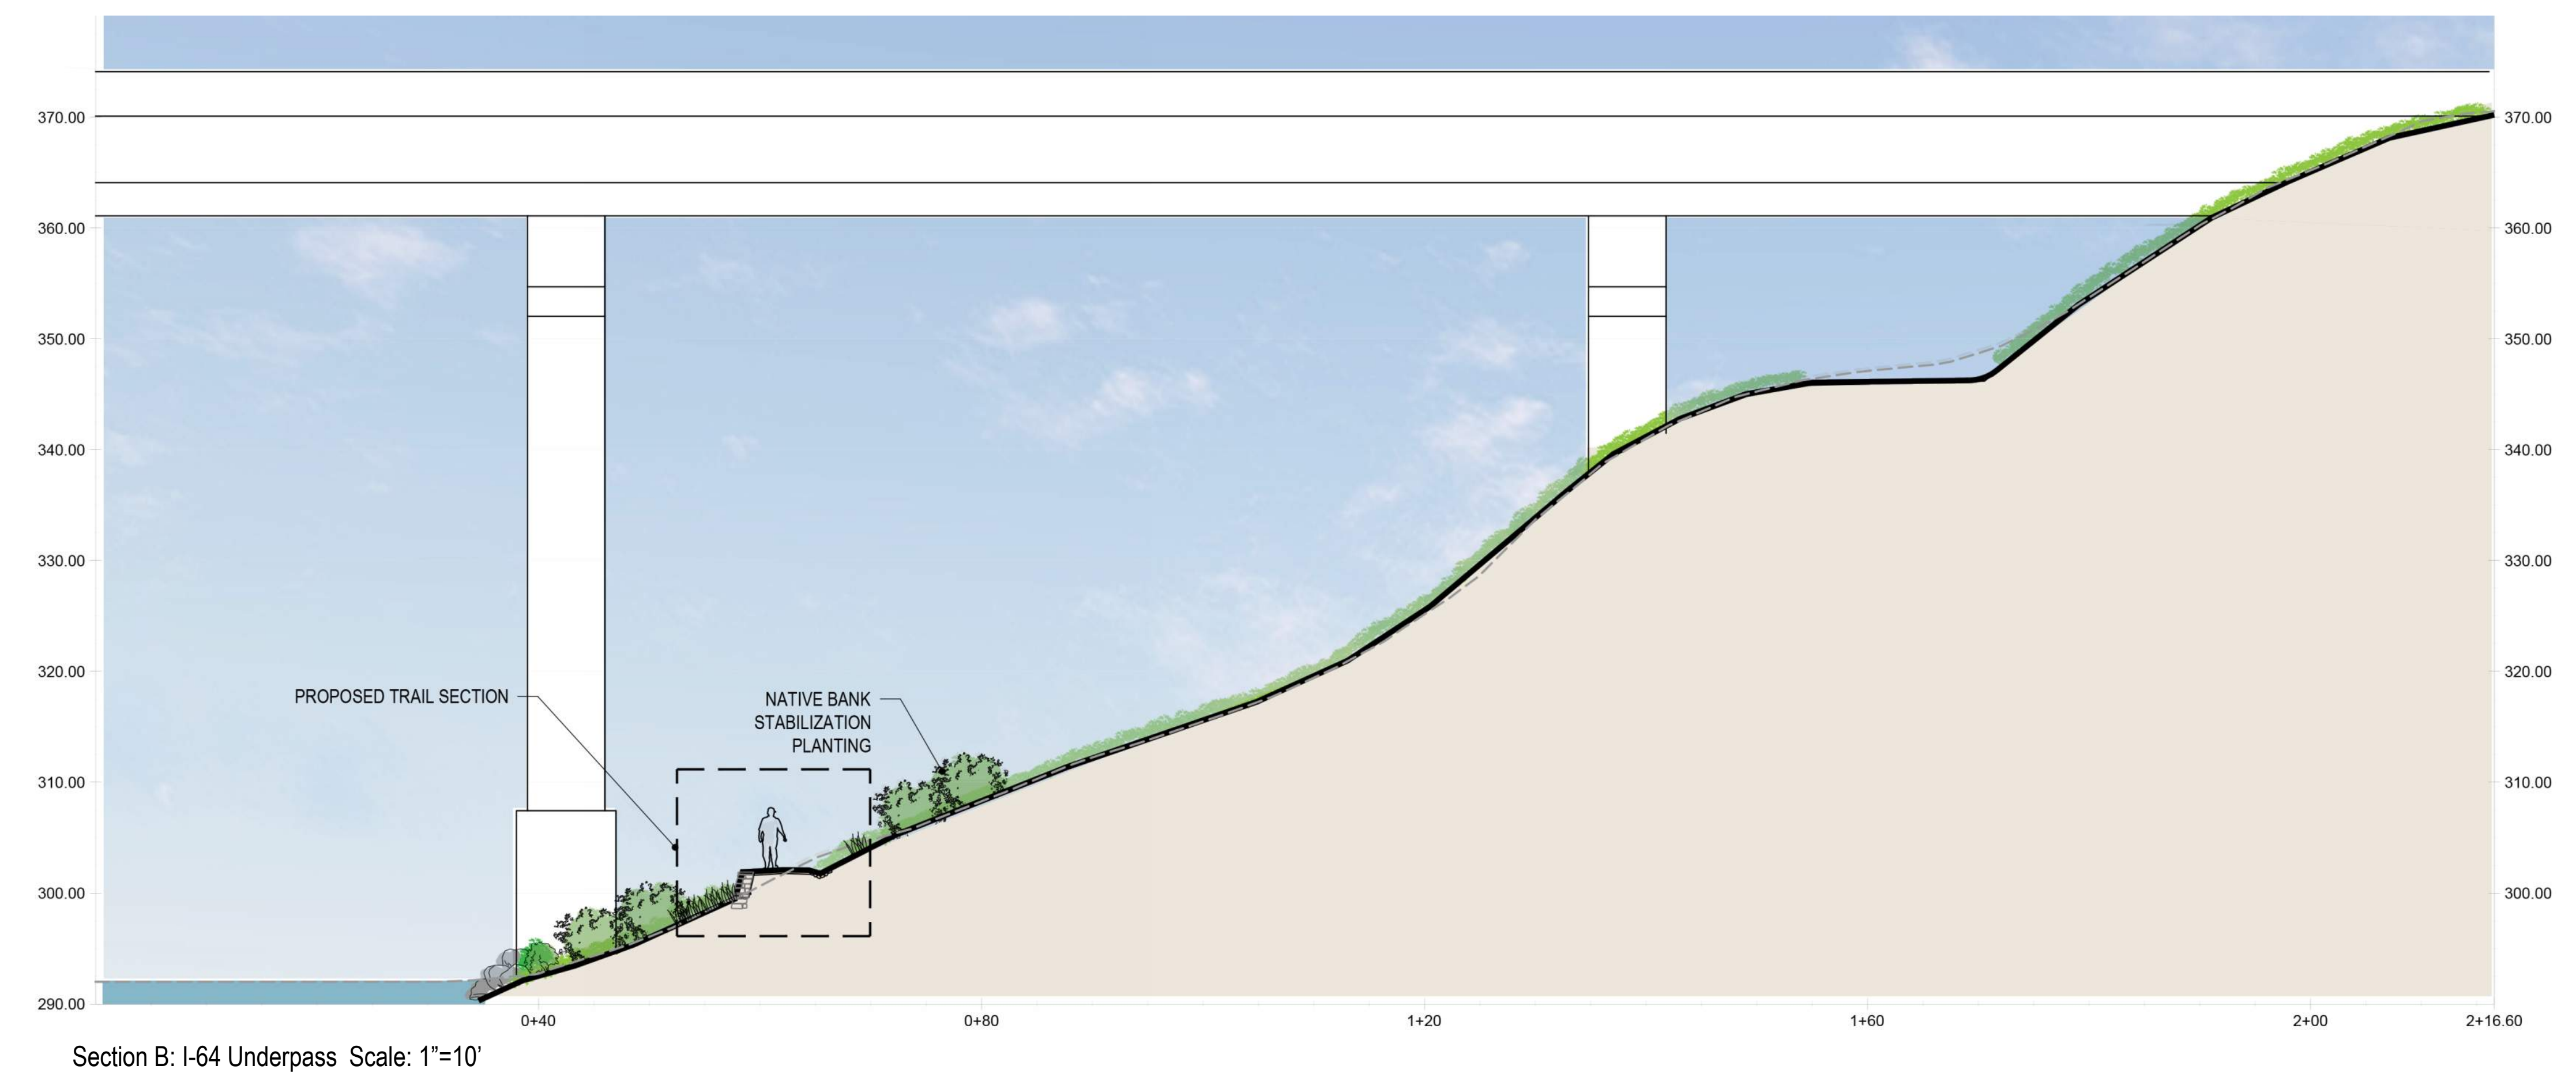 370.00 370.00
360.00 360.00
350.00 350.00
340.00 340.00
330.00 330.00
320.00 320.00
PROPOSED TRAIL SECTION
NATIVE BANK
STABILIZATION
PLANTING
310.00 310.00
300.00 300.00
290.00
0+40 0+80 1+20 1+60 2+00 2+16.60
Section B: I-64 Underpass Scale: 1”=10’